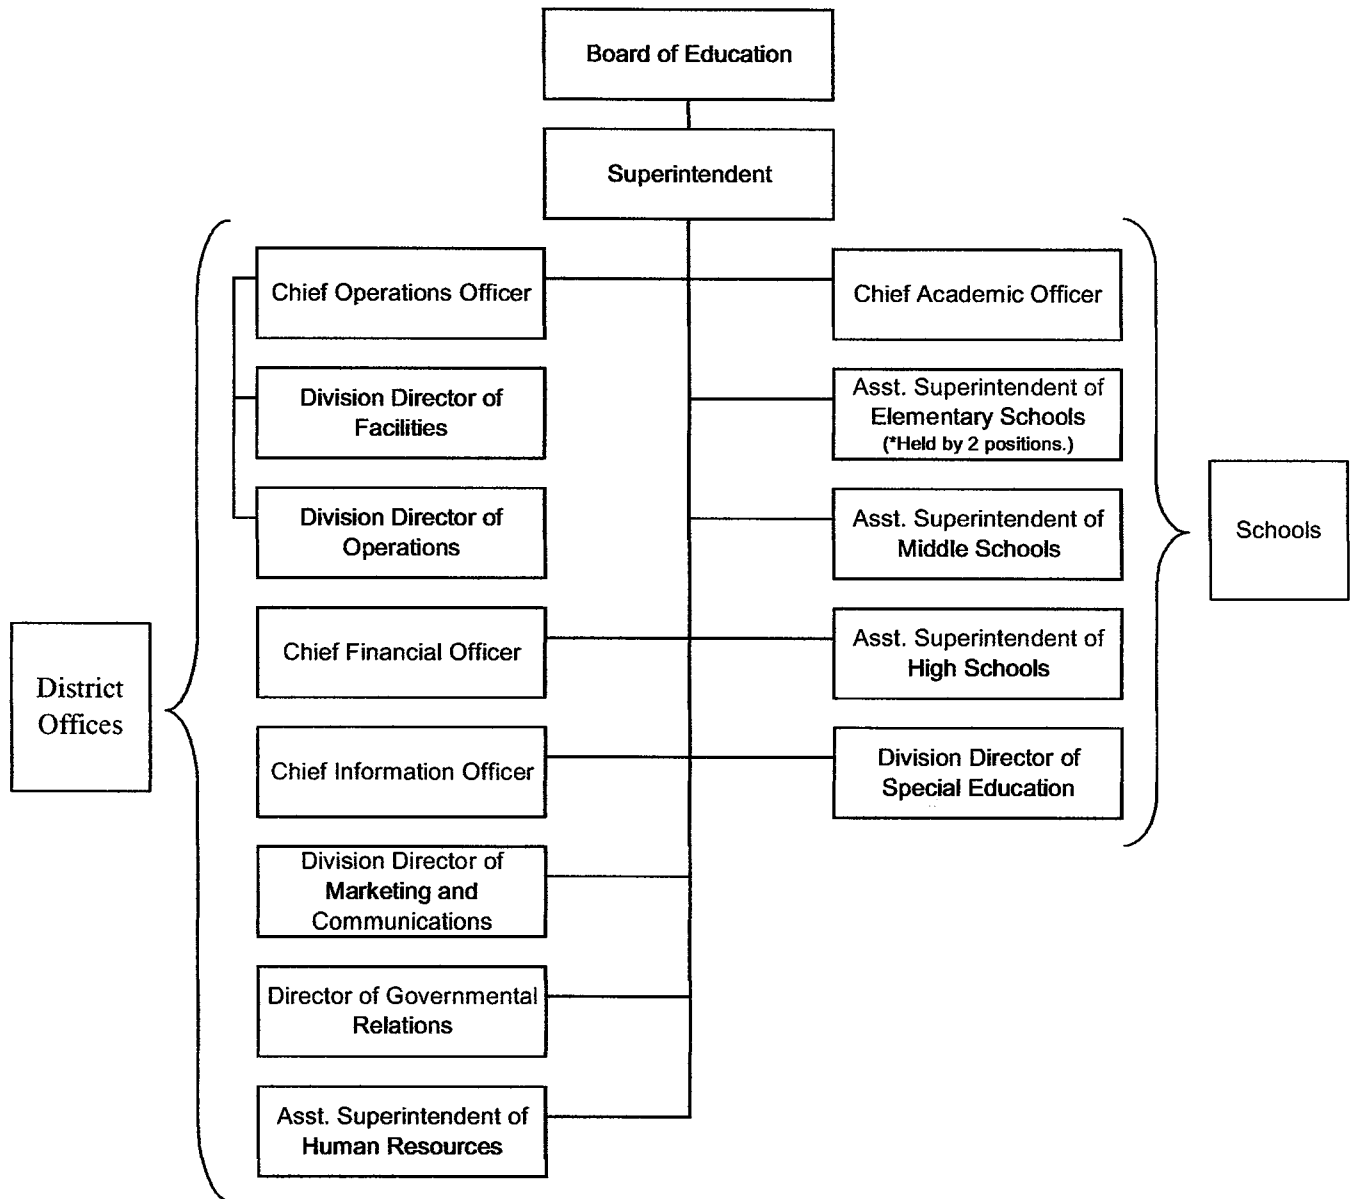 Board of Education
Superintendent
Chief Operations Officer
Division Director of
Facilities
Division Director of
Operations
Chief Financial Officer
Chief Information Officer
Division Director of
Marketing and
Communications
Director of Governmental
Relations
Asst. Superintendent of
Human Resources
District
Offices
Chief Academic Officer
Asst. Superintendent of
Elementary Schools
(*Held by 2 positions.)
Asst. Superintendent of
Middle Schools
Asst. Superintendent of
High Schools
Division Director of
Special Education
Schools